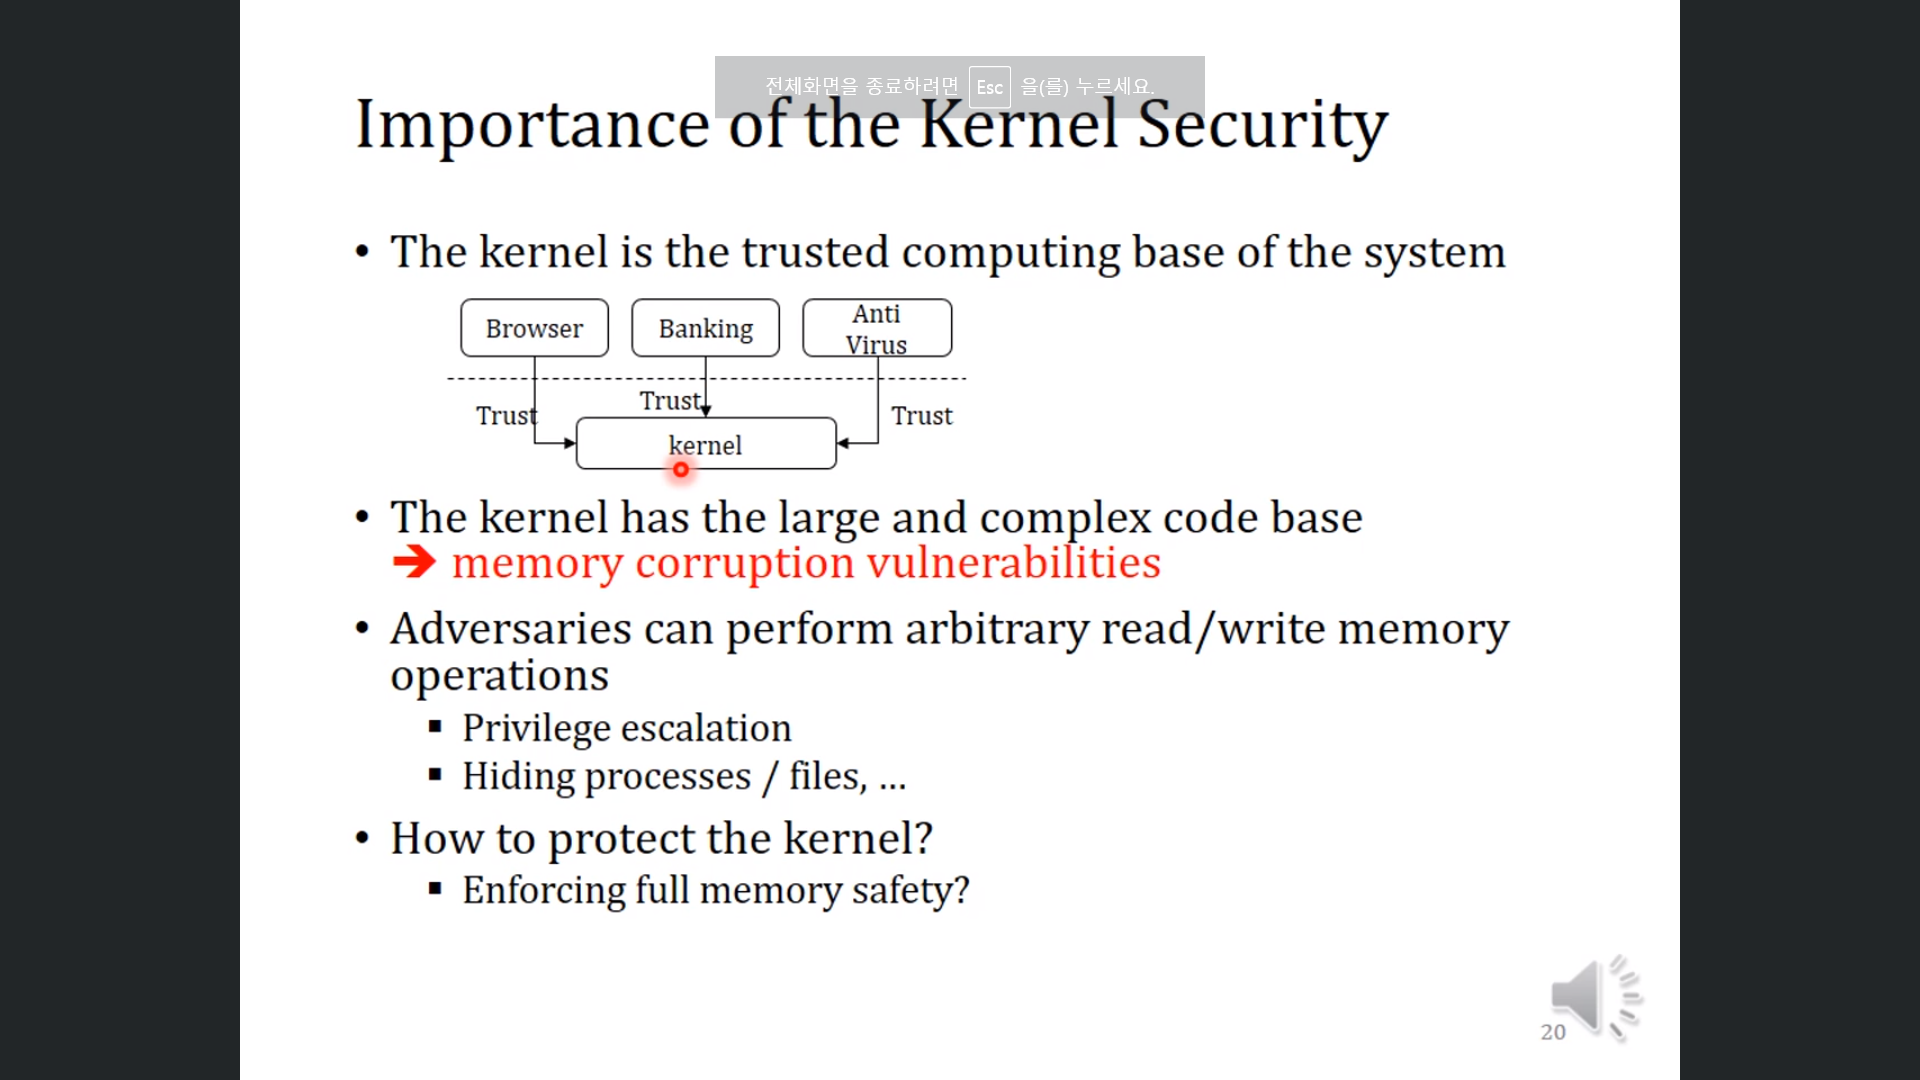 전체화면을 종료하려면 Esc 을(를) 누르세요.
Importance of the Kernel Security
• The kernel is the trusted computing base of the system
Browser
Banking
Anti
Virus
Trust
Trust
Trust
kernel
• The kernel has the large and complex code base
➔ memory corruption vulnerabilities
• Adversaries can perform arbitrary read/write memory
operations
▪ Privilege escalation
▪ Hiding processes / files, ...
• How to protect the kernel?
▪ Enforcing full memory safety?
20